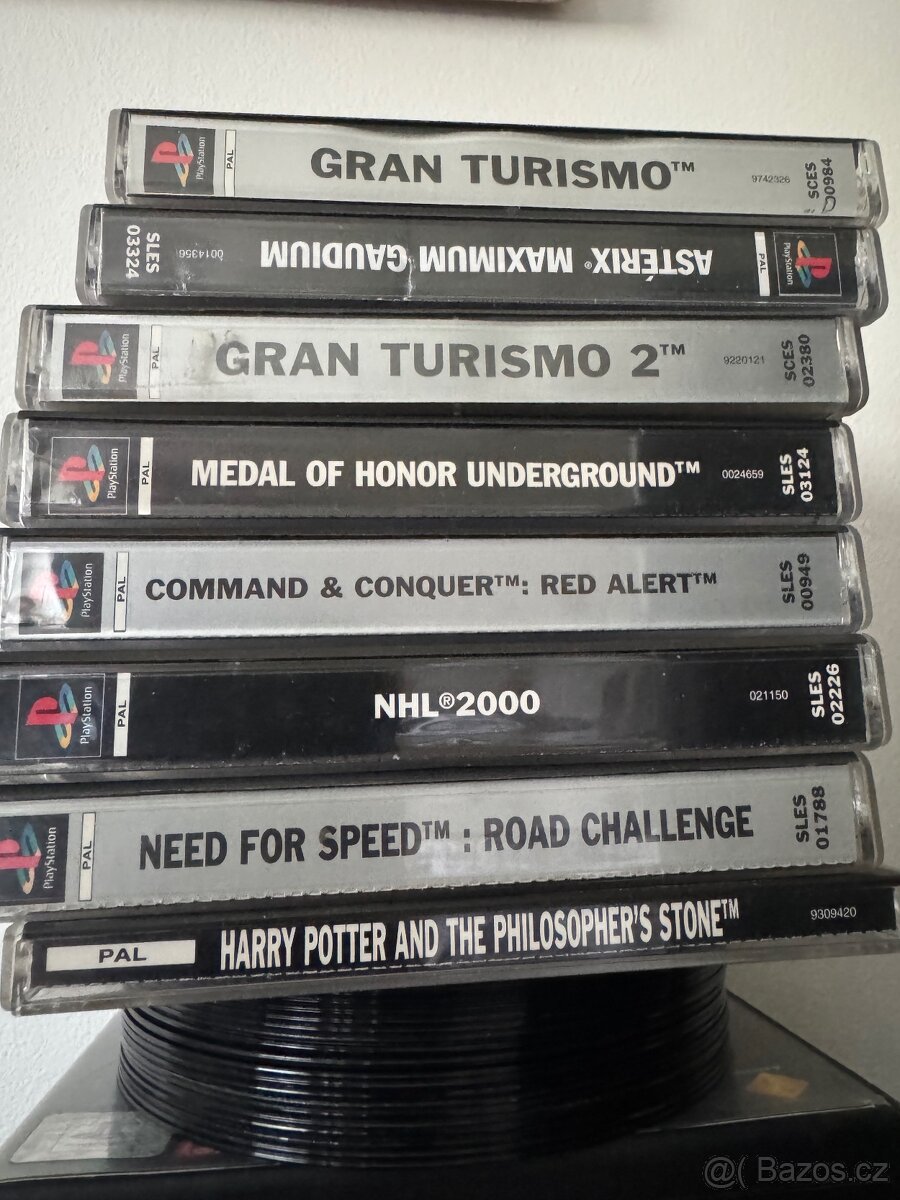 PlayStation PAL GRAN TURISMO™ 9742326 SCES 00984
PlayStation PAL ASTÉRIX® MAXIMUM GAUDIUM 0014356 SLES 03324
PlayStation PAL GRAN TURISMO 2™ 9220121 SCES 02380
PlayStation PAL MEDAL OF HONOR UNDERGROUND™ 0024659 SLES 03124
PlayStation PAL COMMAND & CONQUER™: RED ALERT™ SLES 00949
PlayStation PAL NHL®2000 021150 SLES 02226
PlayStation PAL NEED FOR SPEED™ : ROAD CHALLENGE SLES 01788
PAL HARRY POTTER AND THE PHILOSOPHER'S STONE™ 9309420
@( Bazos.cz